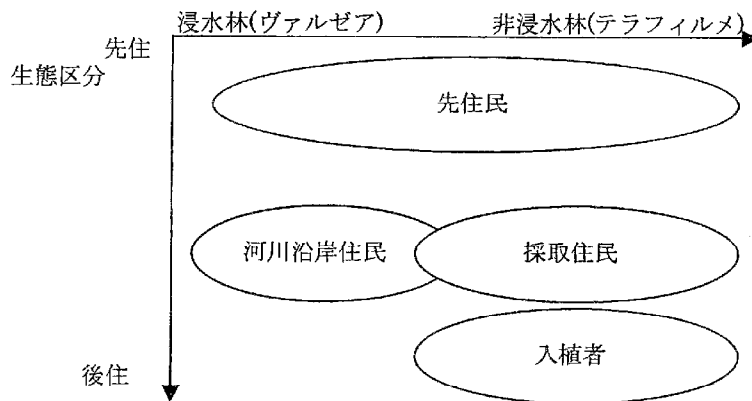 浸水林(ヴァルゼア)
非浸水林(テラフィルメ)
先住
生態区分
先住民
河川沿岸住民
採取住民
入植者
後住